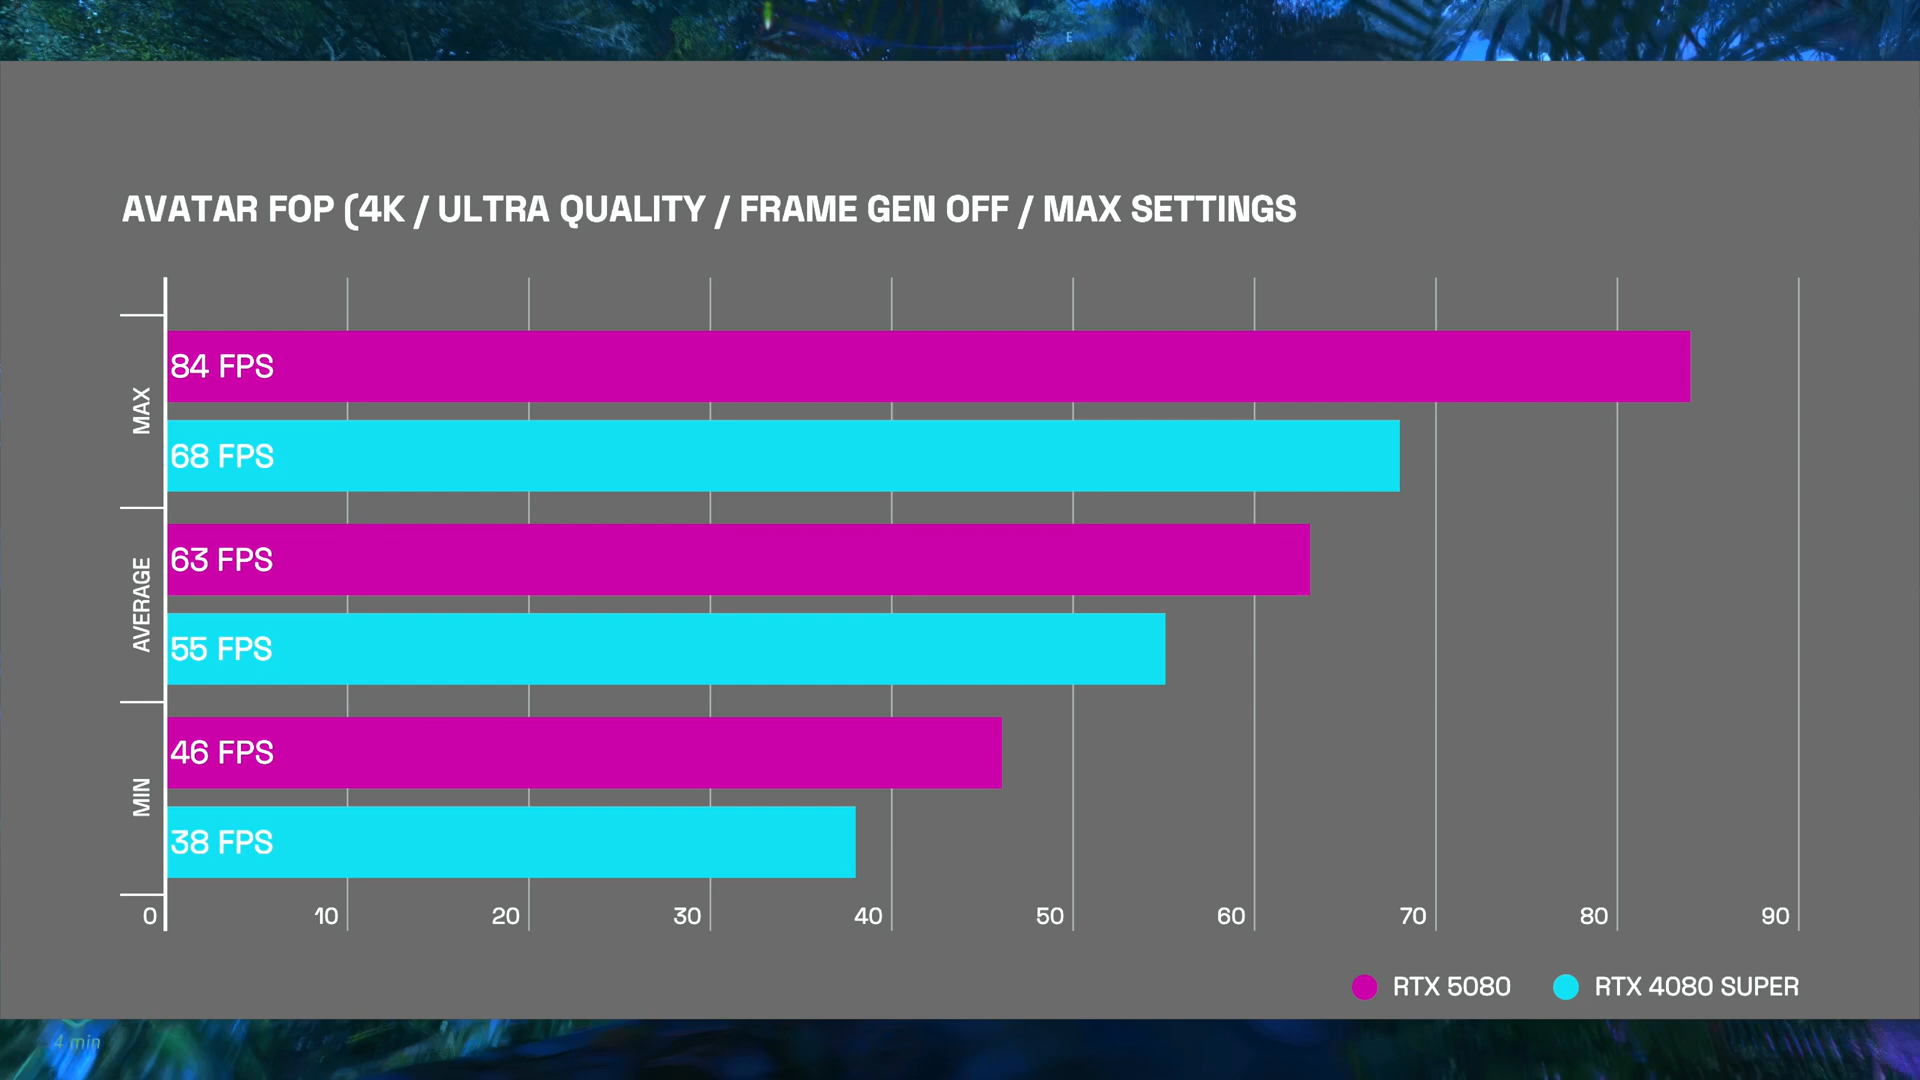 E
AVATAR FOP (4K / ULTRA QUALITY / FRAME GEN OFF / MAX SETTINGS
MAX
84 FPS
68 FPS
AVERAGE
63 FPS
55 FPS
MIN
46 FPS
38 FPS
0 10 20 30 40 50 60 70 80 90
RTX 5080 RTX 4080 SUPER
4 min